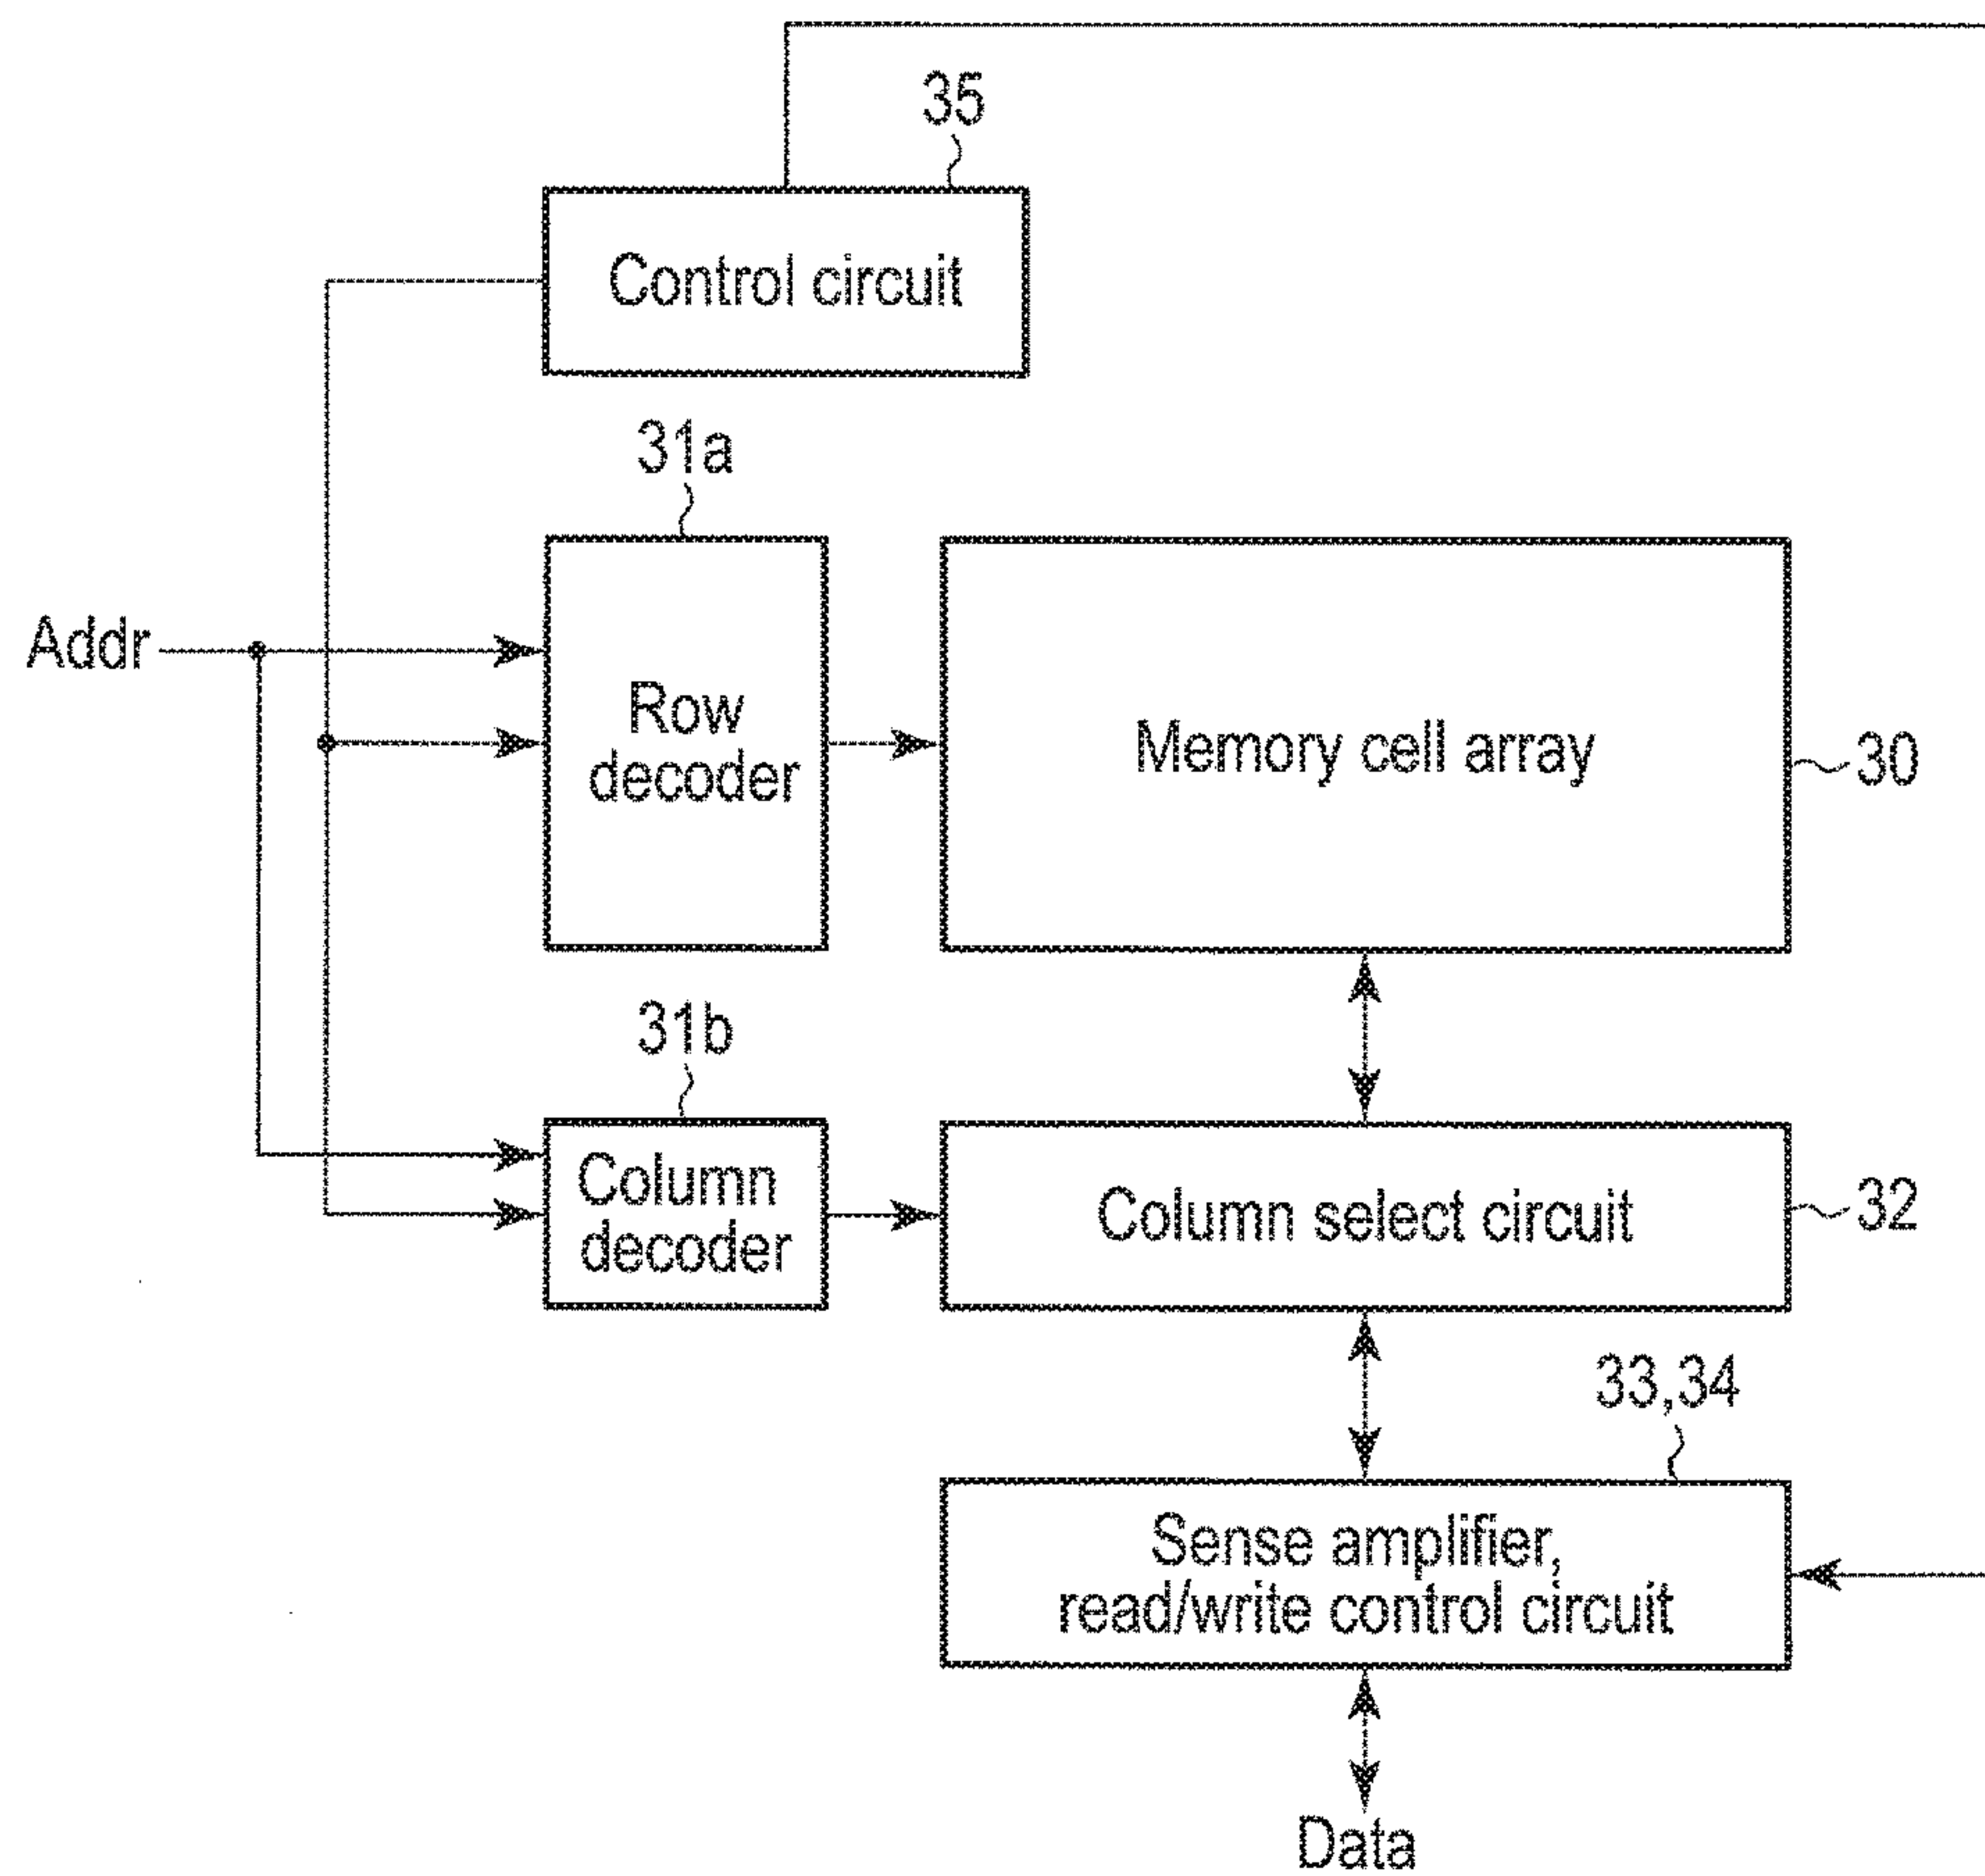 35
Control circuit
31a
Addr
Row
decoder
Memory cell array
30
31b
Column
decoder
Column select circuit
32
33,34
Sense amplifier,
read/write control circuit
Data